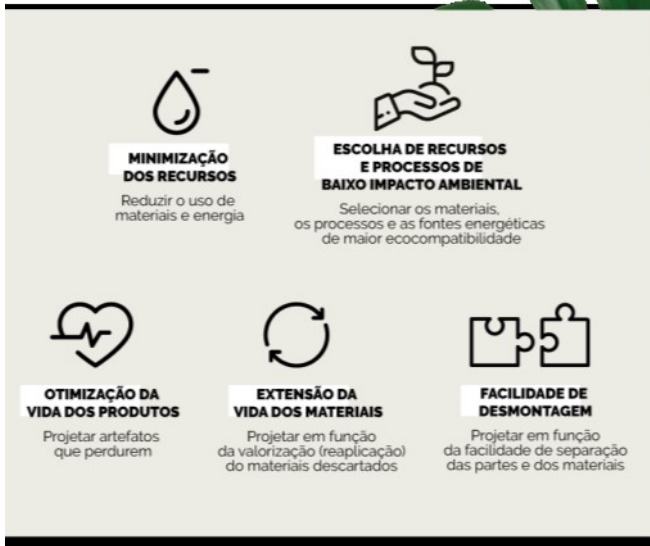 MINIMIZAÇÃO
DOS RECURSOS
Reduzir o uso de
materiais e energia
ESCOLHA DE RECURSOS
E PROCESSOS DE
BAIXO IMPACTO AMBIENTAL
Selecionar os materiais,
os processos e as fontes energéticas
de maior ecocompatibilidade
OTIMIZAÇÃO DA
VIDA DOS PRODUTOS
Projetar artefatos
que perdurem
EXTENSÃO DA
VIDA DOS MATERIAIS
Projetar em função
da valorização (reaplicação)
do materiais descartados
FACILIDADE DE
DESMONTAGEM
Projetar em função
da facilidade de separação
das partes e dos materiais